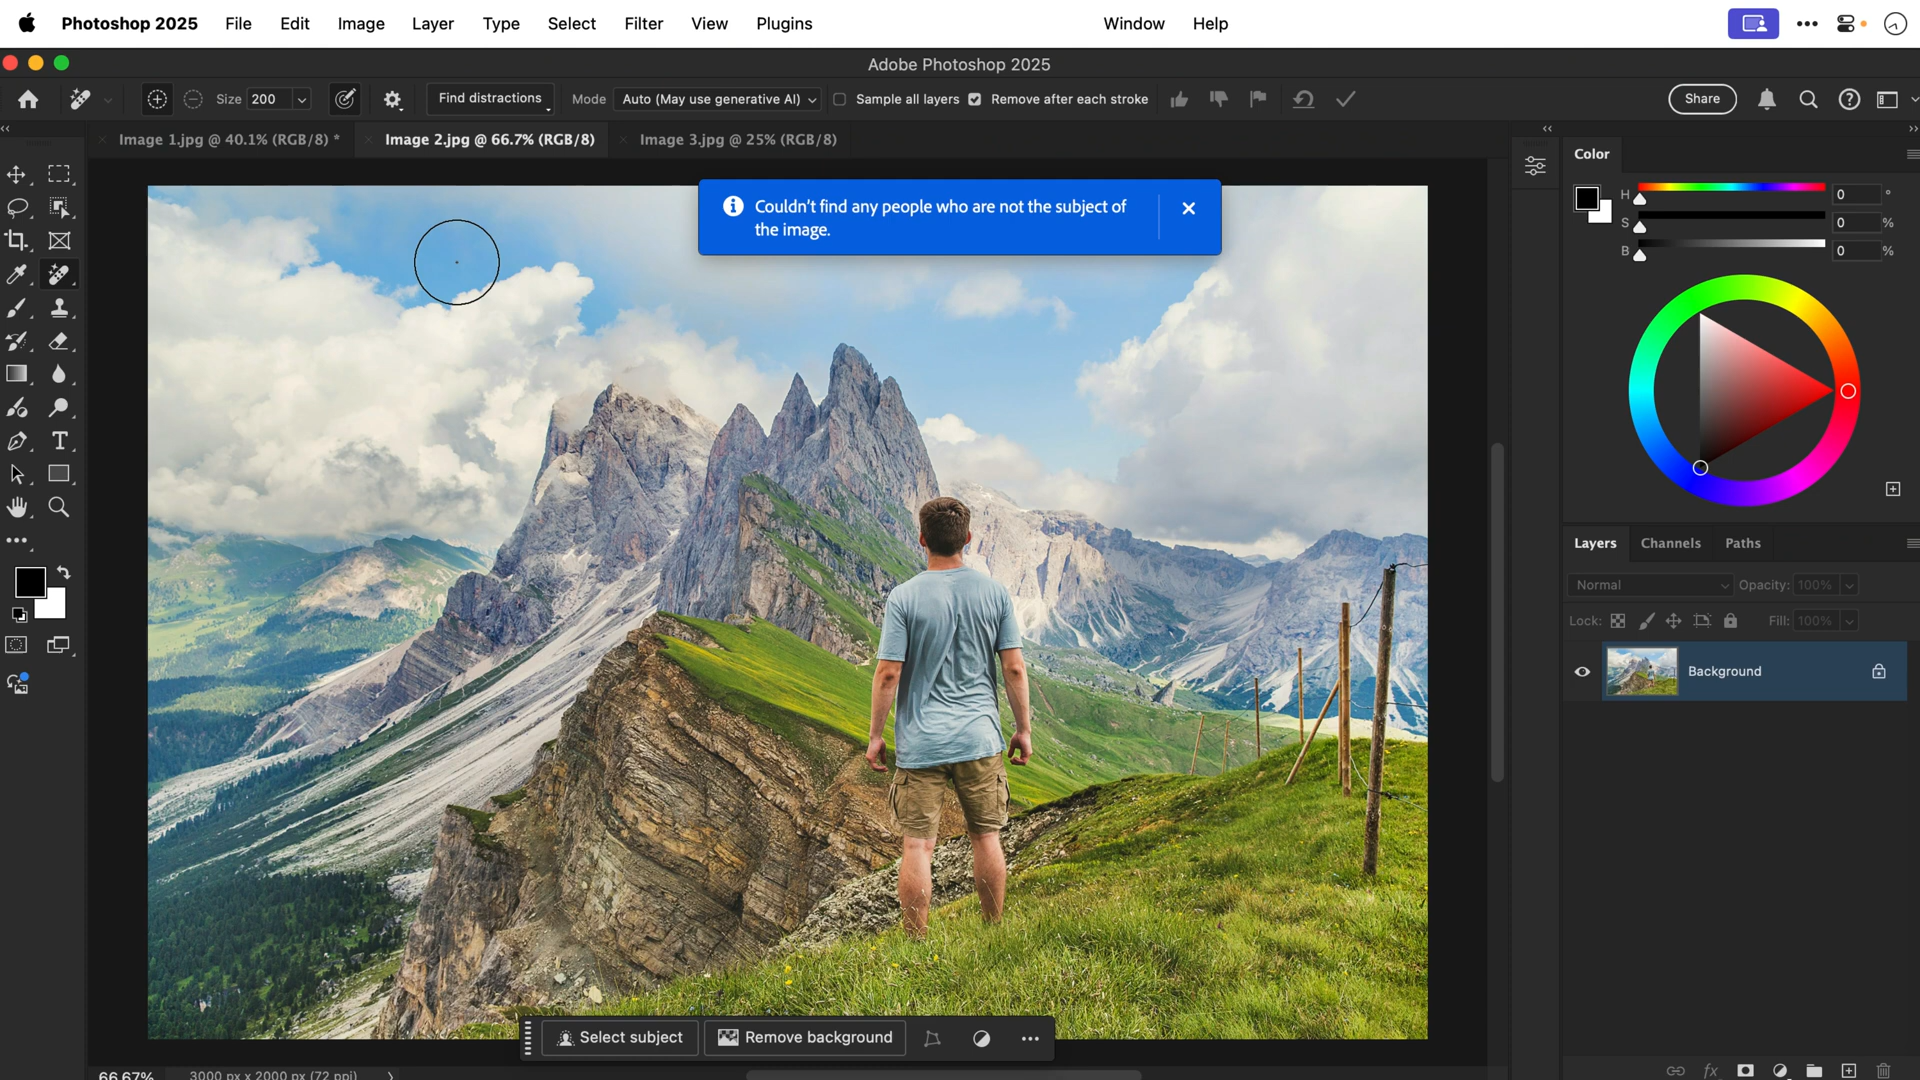 Photoshop 2025 File Edit Image Layer Type Select Filter View Plugins Window Help
Adobe Photoshop 2025
Size 200 Find distractions Mode Auto (May use generative AI) Sample all layers Remove after each stroke Share
Image 1.jpg @ 40.1% (RGB/8) * Image 2.jpg @ 66.7% (RGB/8) Image 3.jpg @ 25% (RGB/8)
Color
H 0 °
S 0 %
B 0 %
Couldn't find any people who are not the subject of
the image.
Layers Channels Paths
Normal Opacity: 100%
Lock: Fill: 100%
Background
Select subject Remove background
66.67% 3000 px x 2000 px (72 ppi)